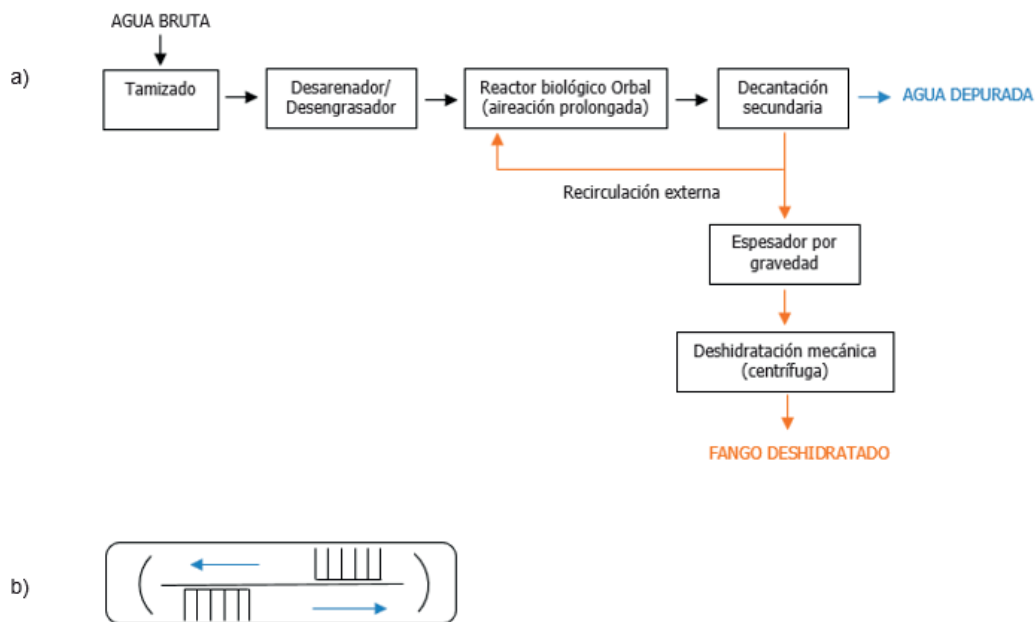 AGUA BRUTA
a)
Tamizado
Desarenador/
Desengrasador
Reactor biológico Orbal
(aireación prolongada)
Decantación
secundaria
AGUA DEPURADA
Recirculación externa
Espesador por
gravedad
Deshidratación mecánica
(centrífuga)
FANGO DESHIDRATADO
b)